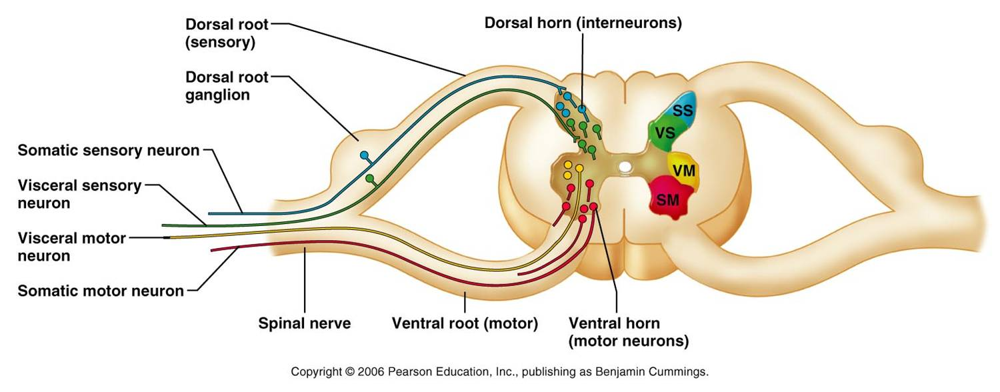 Dorsal root
(sensory)
Dorsal horn (interneurons)
Dorsal root
ganglion
Somatic sensory neuron
Visceral sensory
neuron
Visceral motor
neuron
Somatic motor neuron
SS
VS
VM
SM
Spinal nerve
Ventral root (motor)
Ventral horn
(motor neurons)
Copyright © 2006 Pearson Education, Inc., publishing as Benjamin Cummings.